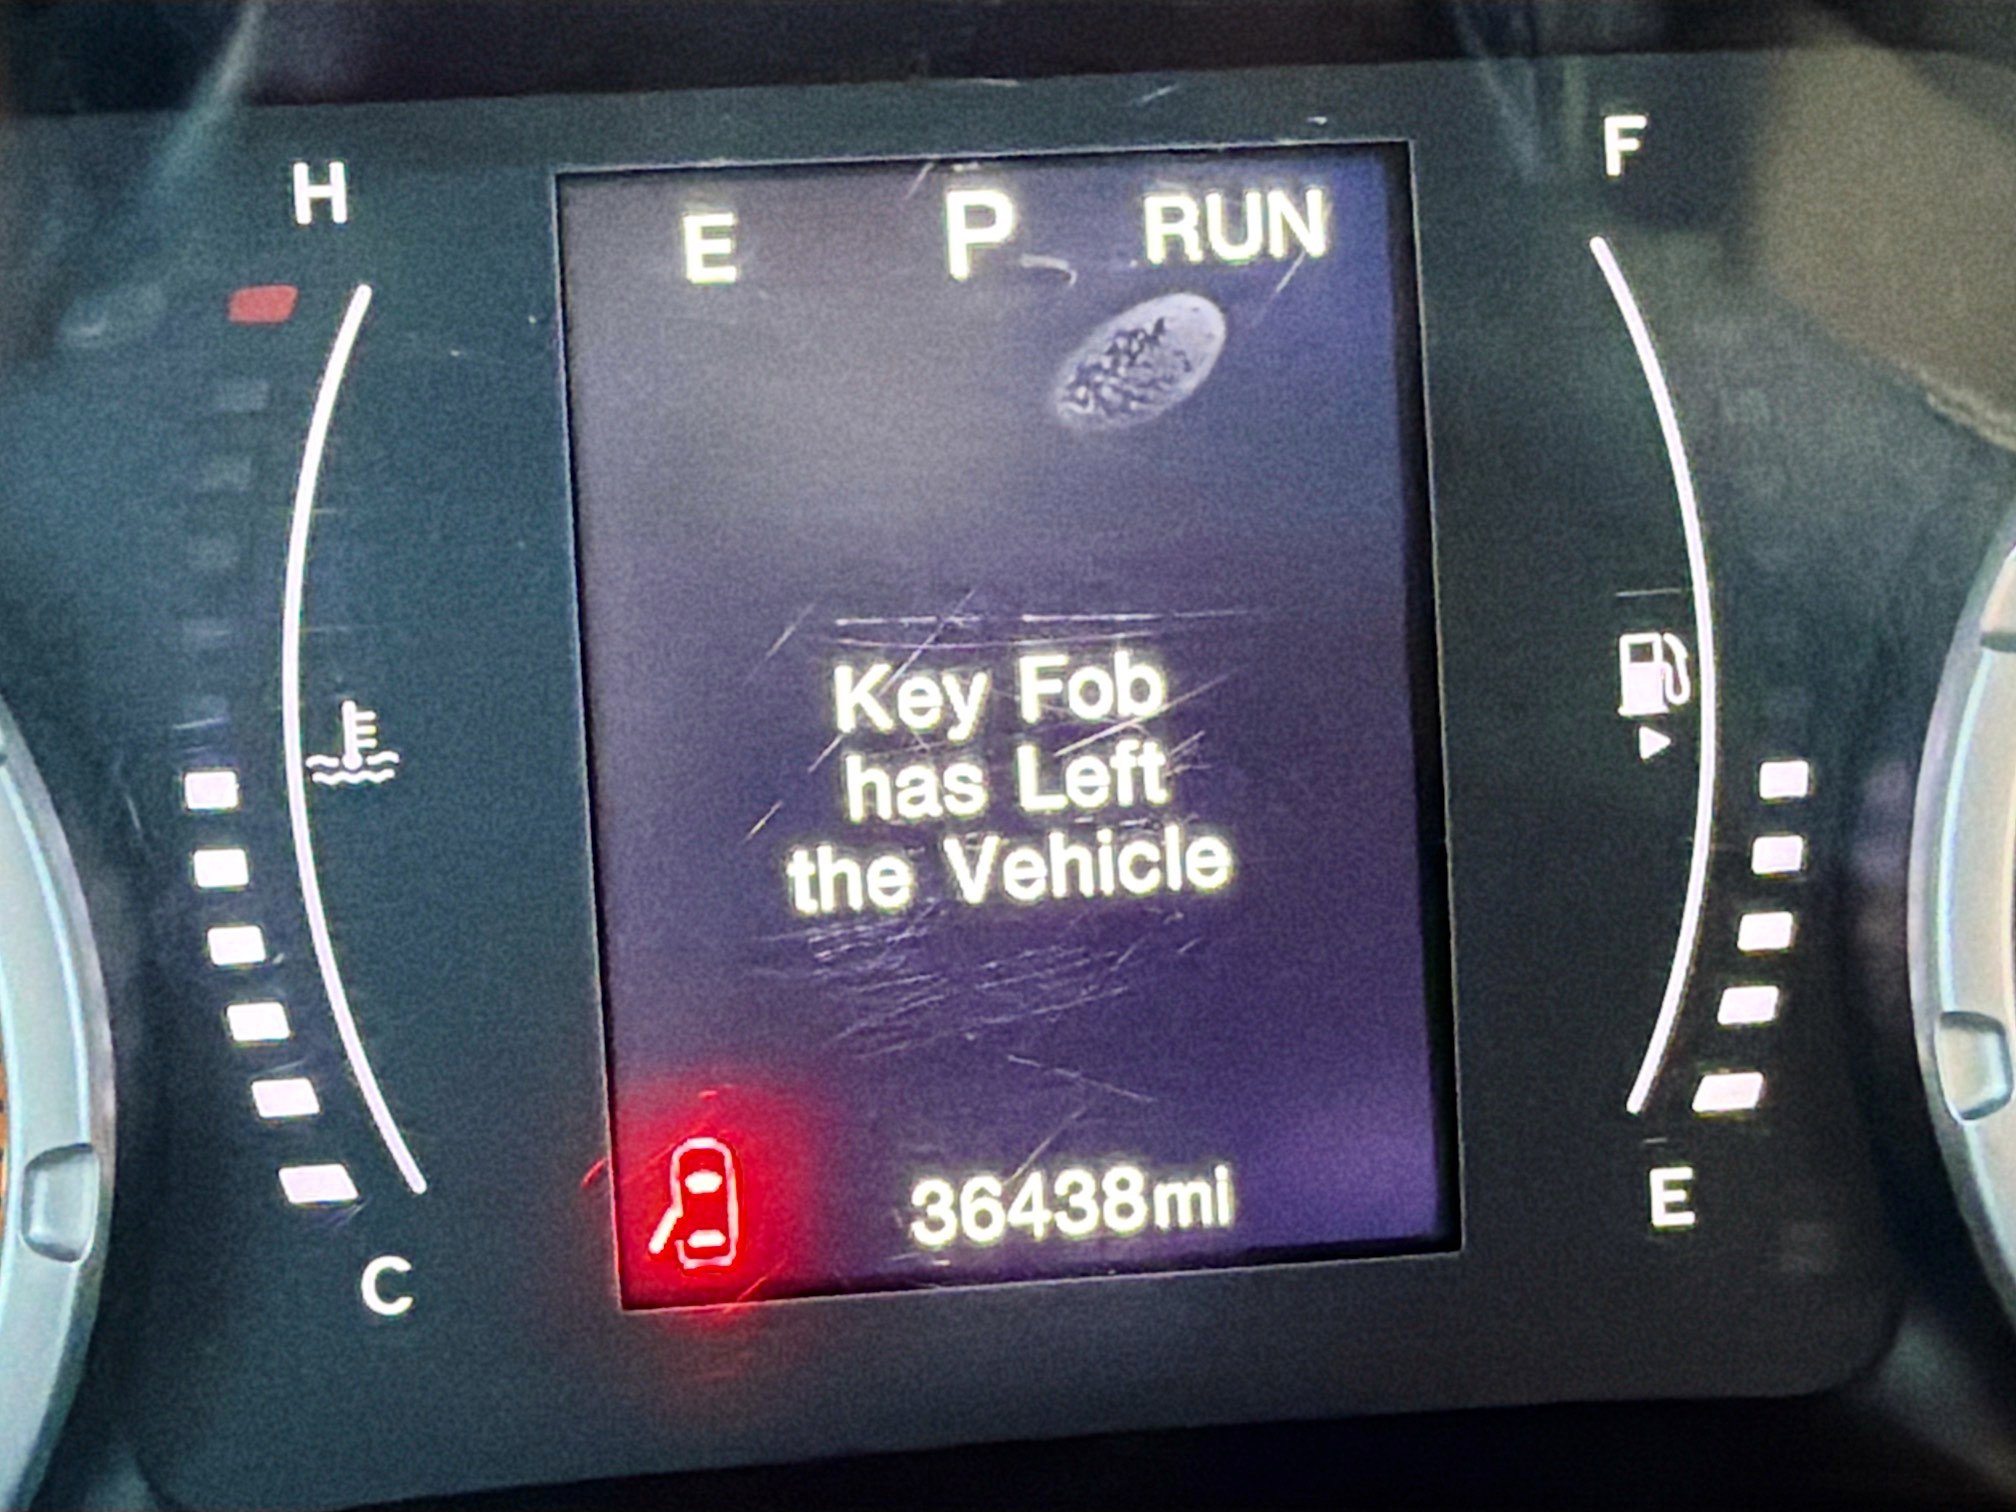 H
F
E P RUN
Key Fob
has Left
the Vehicle
36438mi
E
C